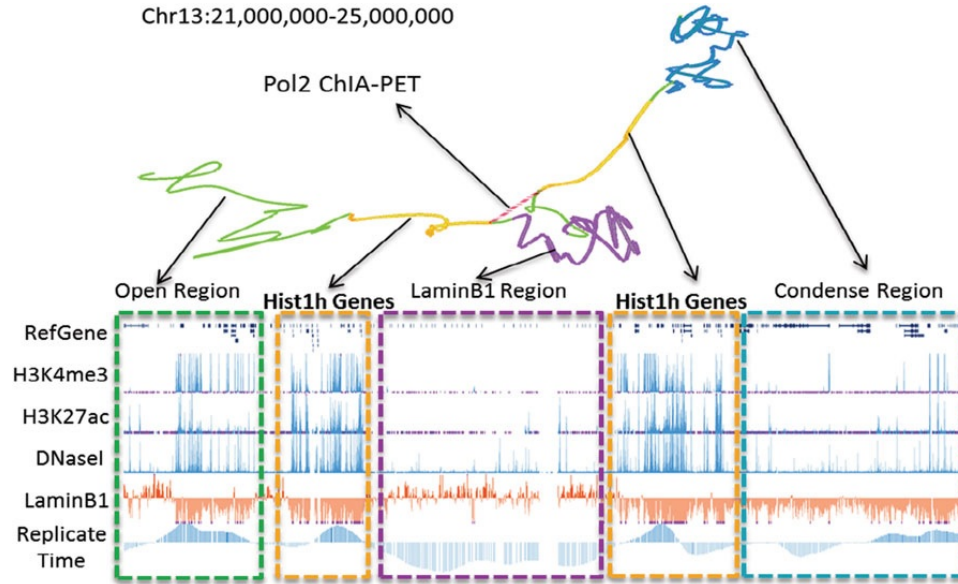 Chr13:21,000,000-25,000,000
Pol2 ChIA-PET
Open Region
Hist1h Genes
LaminB1 Region
Hist1h Genes
Condense Region
RefGene
H3K4me3
H3K27ac
DNaseI
LaminB1
Replicate
Time